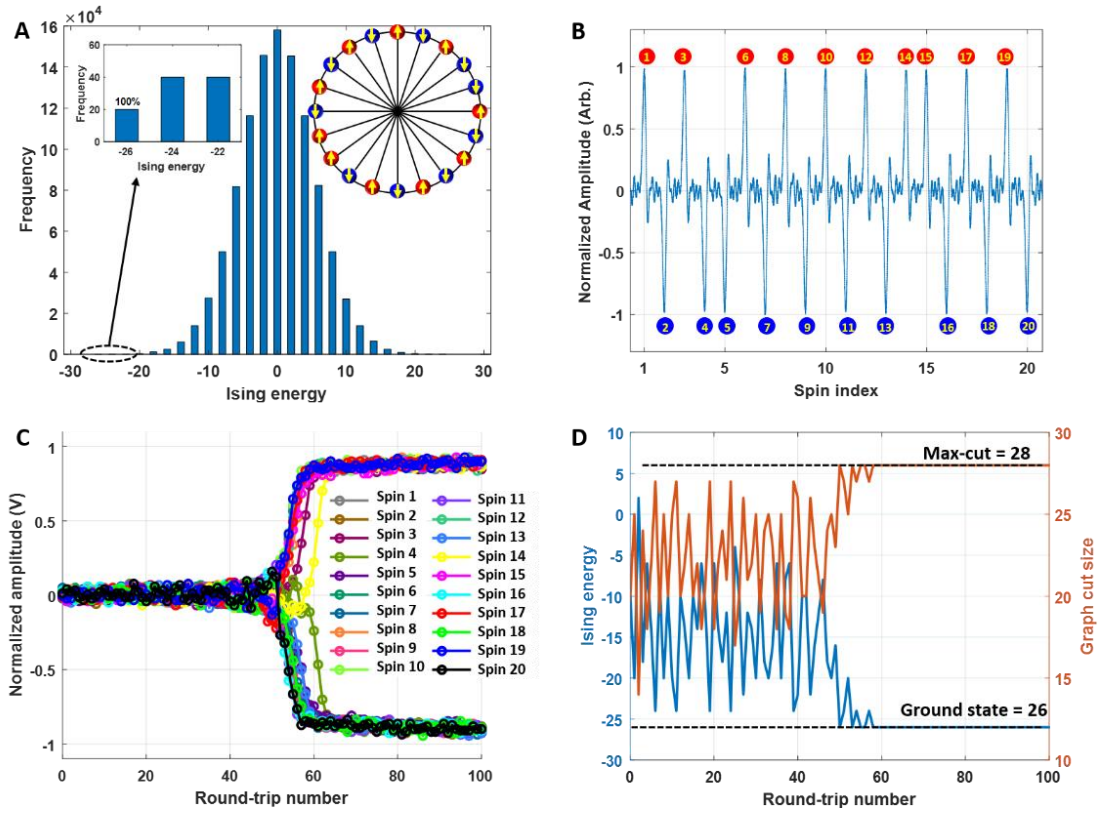 A
×10⁴
16
14
12
10
8
6
4
2
0
Frequency
-30 -20 -10 0 10 20 30
Ising energy
60
40
20
0
Frequency
100%
-26 -24 -22
Ising energy
B
1
0.5
0
-0.5
-1
Normalized Amplitude (Arb.)
1 3 6 8 10 12 14 15 17 19
2 4 5 7 9 11 13 16 18 20
1 5 10 15 20
Spin index
C
1
0.5
0
-0.5
-1
Normalized amplitude (V)
Spin 1
Spin 2
Spin 3
Spin 4
Spin 5
Spin 6
Spin 7
Spin 8
Spin 9
Spin 10
Spin 11
Spin 12
Spin 13
Spin 14
Spin 15
Spin 16
Spin 17
Spin 18
Spin 19
Spin 20
0 20 40 60 80 100
Round-trip number
D
10
5
0
-5
-10
-15
-20
-25
-30
Ising energy
Max-cut = 28
Ground state = 26
30
25
20
15
10
Graph cut size
0 20 40 60 80 100
Round-trip number